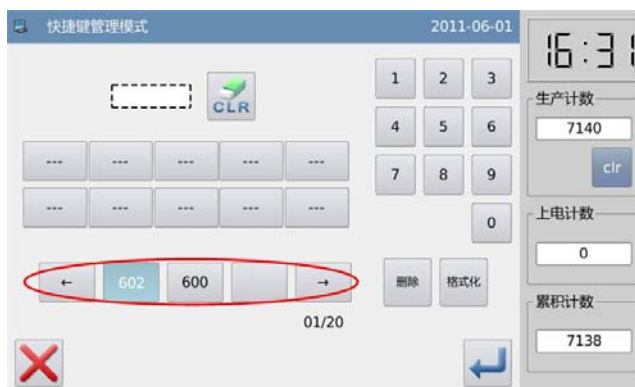 快捷键管理模式 2011-06-01
16:31
CLR
1 2 3
4 5 6
7 8 9
0
--- --- --- --- ---
--- --- --- --- ---
← 602 600 →
01/20
删除 格式化
生产计数
7140
clr
上电计数
0
累积计数
7138